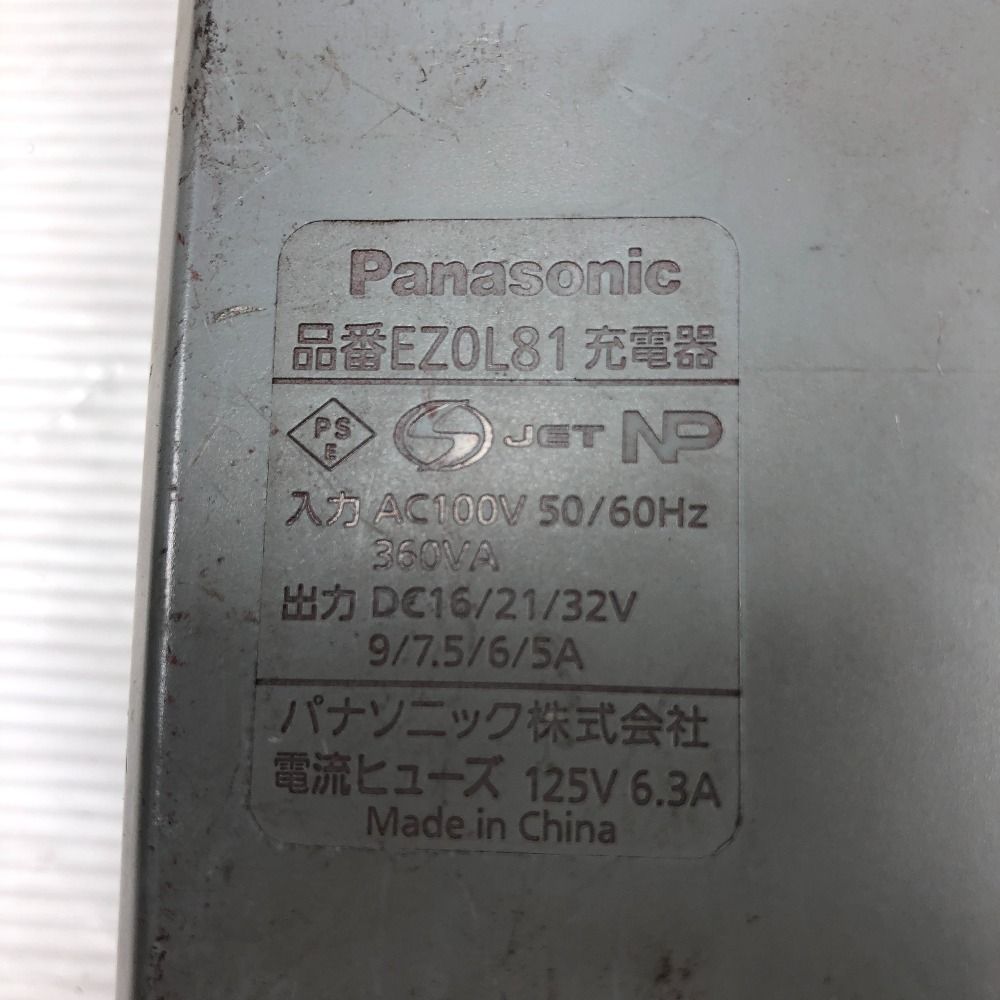 Panasonic
品番EZ0L81 充電器
PS E JET NP
入力 AC100V 50/60Hz
360VA
出力 DC16/21/32V
9/7.5/6/5A
パナソニック株式会社
電流ヒューズ 125V 6.3A
Made in China